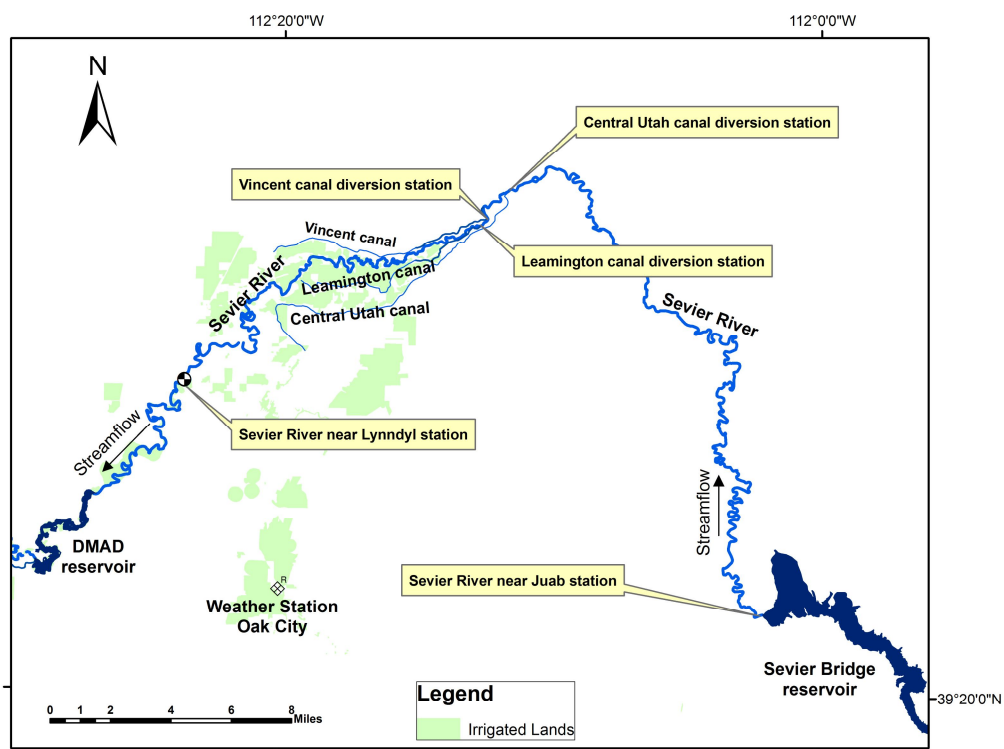 112°20'0"W
112°0'0"W
N
Central Utah canal diversion station
Vincent canal diversion station
Vincent canal
Leamington canal diversion station
Leamington canal
Sevier River
Central Utah canal
Sevier River
Sevier River near Lynndyl station
Streamflow
Streamflow
DMAD
reservoir
Sevier River near Juab station
R
Weather Station
Oak City
Sevier Bridge
reservoir
39°20'0"N
Legend
Irrigated Lands
0 1 2 4 6 8
Miles